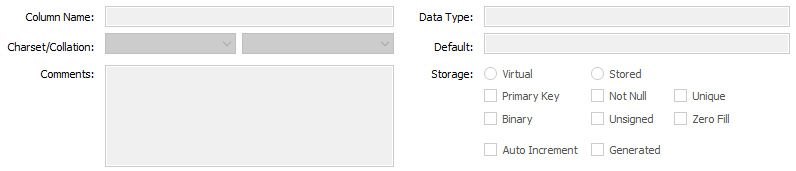 Column Name:
Data Type:
Charset/Collation:
Default:
Comments:
Storage:
Virtual
Stored
Primary Key
Not Null
Unique
Binary
Unsigned
Zero Fill
Auto Increment
Generated